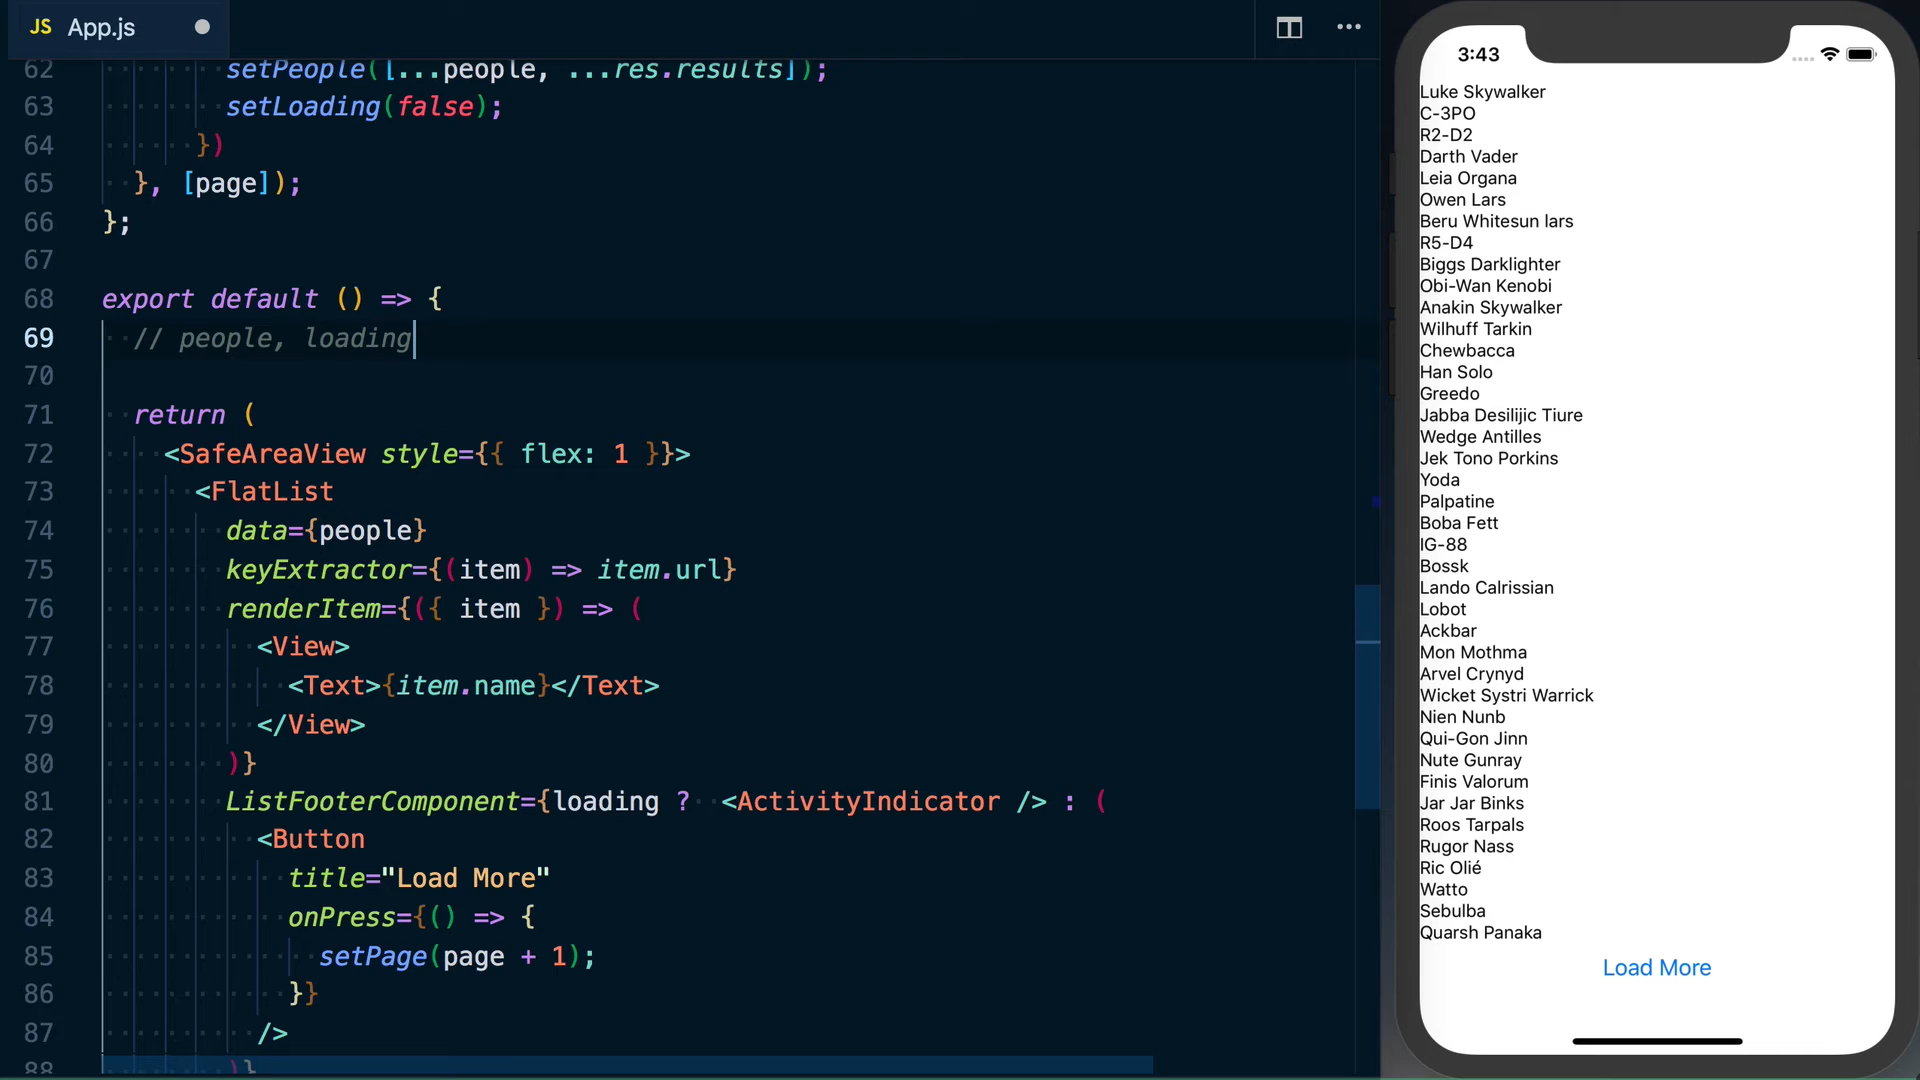 JS App.js
62 setPeople([...people, ...res.results]);
63 setLoading(false);
64 })
65 }, [page]);
66 };
67
68 export default () => {
69 // people, loading
70
71 return (
72 <SafeAreaView style={{ flex: 1 }}>
73 <FlatList
74 data={people}
75 keyExtractor={(item) => item.url}
76 renderItem={({ item }) => (
77 <View>
78 <Text>{item.name}</Text>
79 </View>
80 )}
81 ListFooterComponent={loading ? <ActivityIndicator /> : (
82 <Button
83 title="Load More"
84 onPress={() => {
85 setPage(page + 1);
86 }}
87 />
88 )}
3:43
Luke Skywalker
C-3PO
R2-D2
Darth Vader
Leia Organa
Owen Lars
Beru Whitesun lars
R5-D4
Biggs Darklighter
Obi-Wan Kenobi
Anakin Skywalker
Wilhuff Tarkin
Chewbacca
Han Solo
Greedo
Jabba Desilijic Tiure
Wedge Antilles
Jek Tono Porkins
Yoda
Palpatine
Boba Fett
IG-88
Bossk
Lando Calrissian
Lobot
Ackbar
Mon Mothma
Arvel Crynyd
Wicket Systri Warrick
Nien Nunb
Qui-Gon Jinn
Nute Gunray
Finis Valorum
Jar Jar Binks
Roos Tarpals
Rugor Nass
Ric Olié
Watto
Sebulba
Quarsh Panaka
Load More